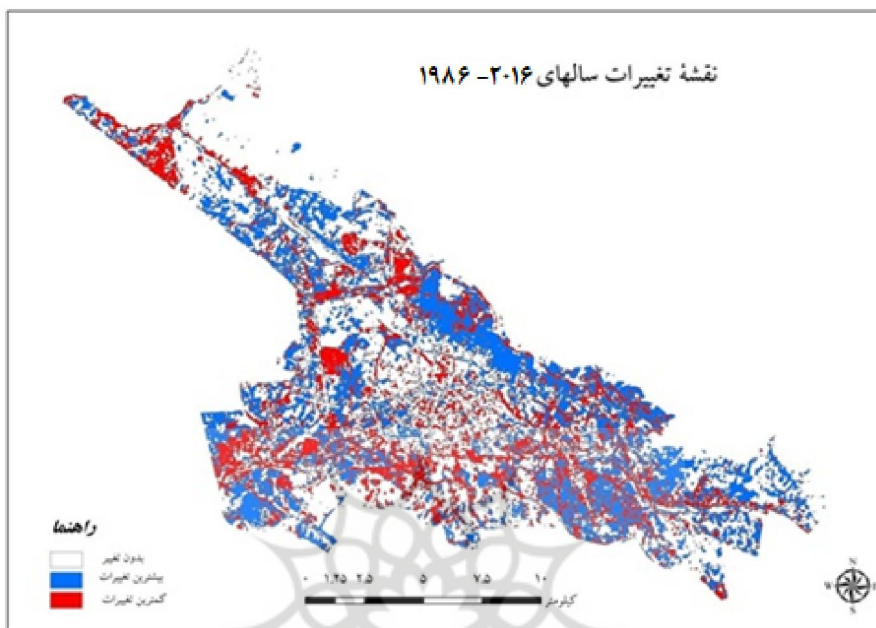 نقشهٔ تغییرات سالهای ۲۰۱۶- ۱۹۸۶
راهنما
بدون تغییر
بیشترین تغییرات
کمترین تغییرات
۰ ۱.۲۵ ۲.۵ ۵ ۷.۵ ۱۰
کیلومتر
N
W E
S